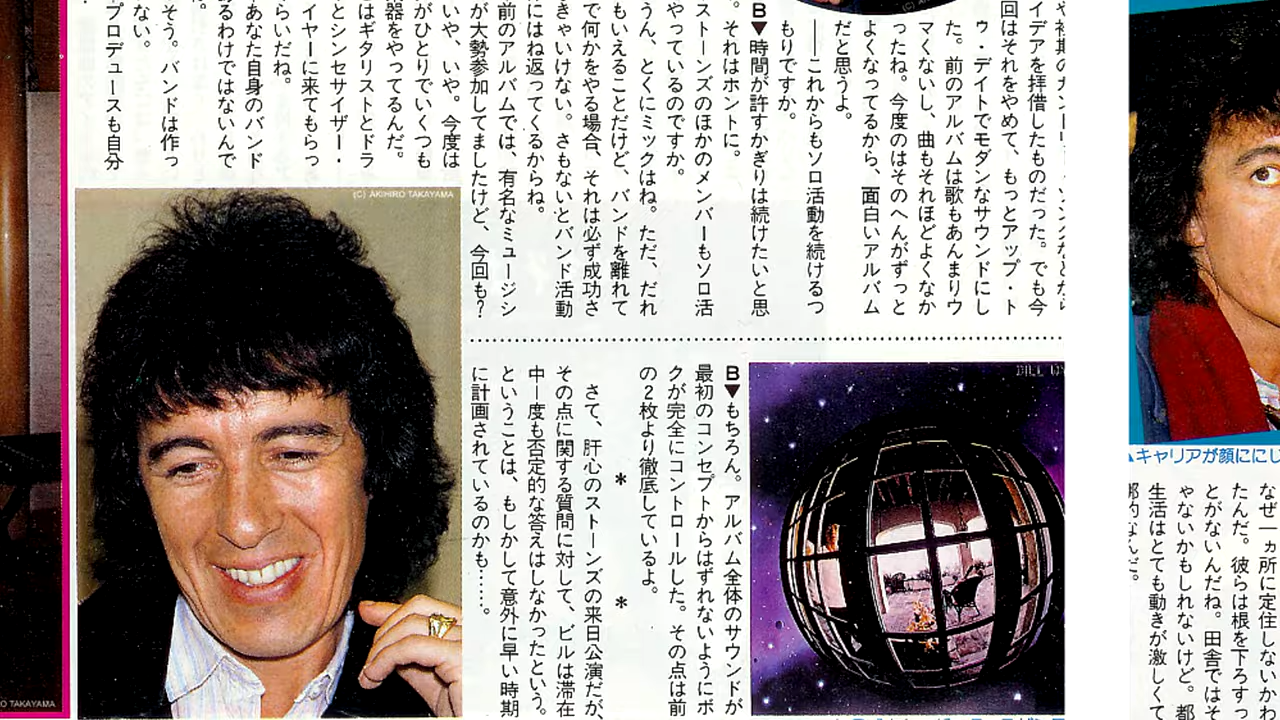 イデアを拝借したものだった。でも今
回はそれをやめて、もっとアップ・ト
ウ・デイトでモダンなサウンドにし
た。前のアルバムは歌もあんまりウ
マくないし、曲もそれほどよくなか
ったね。今度のはそのへんがずっと
よくなってるから、面白いアルバム
だと思うよ。
──これからもソロ活動を続けるつ
もりですか。
B▼時間が許すかぎりは続けたいと思
。それはホントに。
ストーンズのほかのメンバーもソロ活
やっているのですか。
うん、とくにミックはね。ただ、だれ
もいえることだけど、バンドを離れて
で何かをやる場合、それは必ず成功さ
きゃいけない。さもないとバンド活動
にはね返ってくるからね。
前のアルバムでは、有名なミュージシ
が大勢参加してましたけど、今回も?
いや、いや。今度は
がひとりでいくつも
器をやってるんだ。
はギタリストとドラ
とシンセサイザー・
イヤーに来てもらっ
らいだね。
あなた自身のバンド
るわけではないんで
。
そう。バンドは作っ
ない。
プロデュースも自分
(C) AKIHIRO TAKAYAMA
B▼もちろん。アルバム全体のサウンドが
最初のコンセプトからはずれないようにボ
クが完全にコントロールした。その点は前
の2枚より徹底しているよ。
* *
さて、肝心のストーンズの来日公演だが、
その点に関する質問に対して、ビルは滞在
中一度も否定的な答えはしなかったという。
ということは、もしかして意外に早い時期
に計画されているのかも……。
O TAKAYAMA
▲キャリアが顔ににじ
なぜ一ヵ所に定住しないかわ
たんだ。彼らは根を下ろすっ
とがないんだね。田舎ではそ
ゃないかもしれないけど。都
生活はとても動きが激しくて
的なんだ。